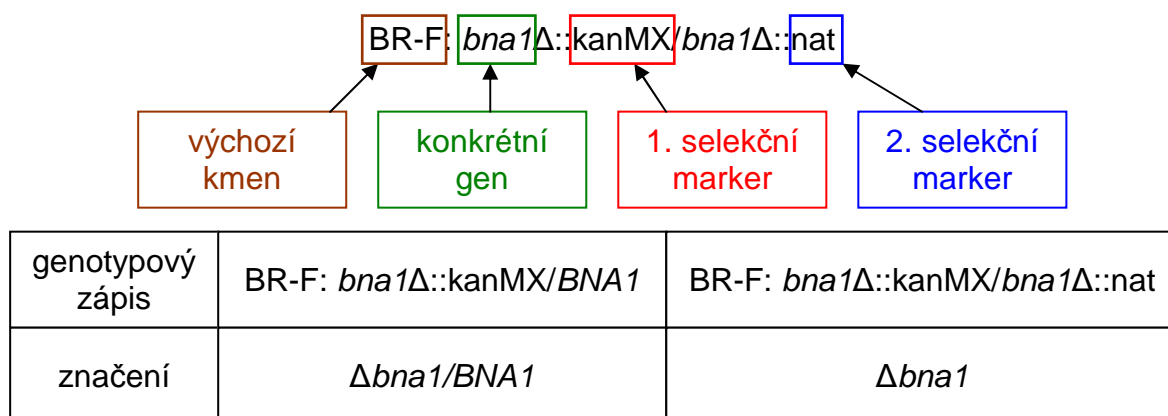 BR-F: bna1Δ::kanMX/bna1Δ::nat
výchozí konkrétní 1. selekční 2. selekční
kmen gen marker marker
genotypový
zápis
BR-F: bna1Δ::kanMX/BNA1
BR-F: bna1Δ::kanMX/bna1Δ::nat
značení
Δbna1/BNA1
Δbna1